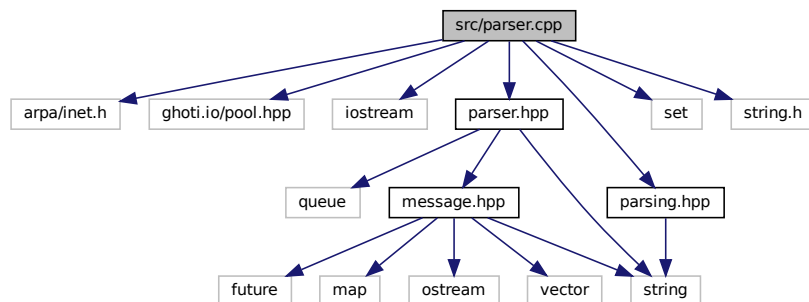 src/parser.cpp
arpa/inet.h
ghoti.io/pool.hpp
iostream
parser.hpp
set
string.h
queue
message.hpp
parsing.hpp
future
map
ostream
vector
string